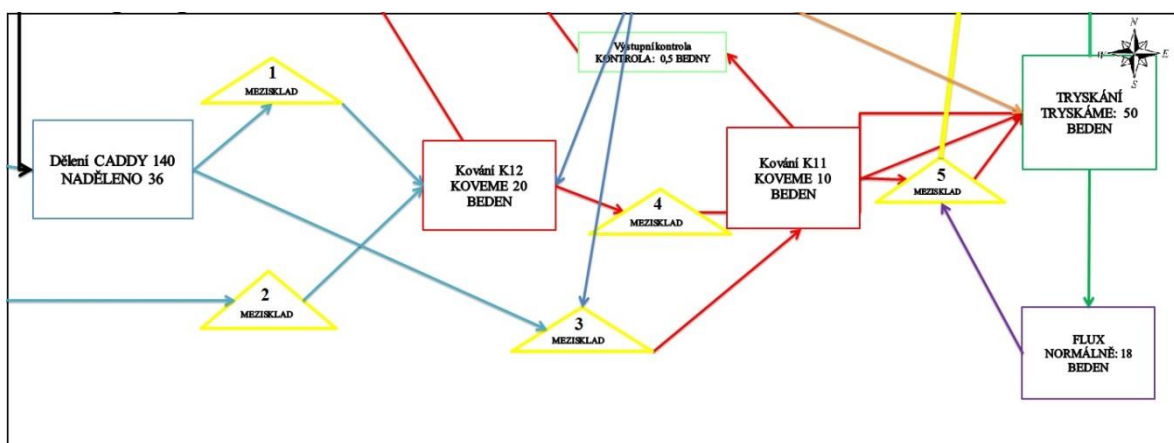 Výstupní kontrola
KONTROLA: 0,5 BEDNY
N
W
E
S
1
MEZISKLAD
TRYSKÁNÍ
TRYSKÁME: 50
BEDEN
Dělení CADDY 140
NADĚLENO 36
Kování K12
KOVEME 20
BEDEN
Kování K11
KOVEME 10
BEDEN
5
MEZISKLAD
4
MEZISKLAD
2
MEZISKLAD
3
MEZISKLAD
FLUX
NORMÁLNĚ: 18
BEDEN